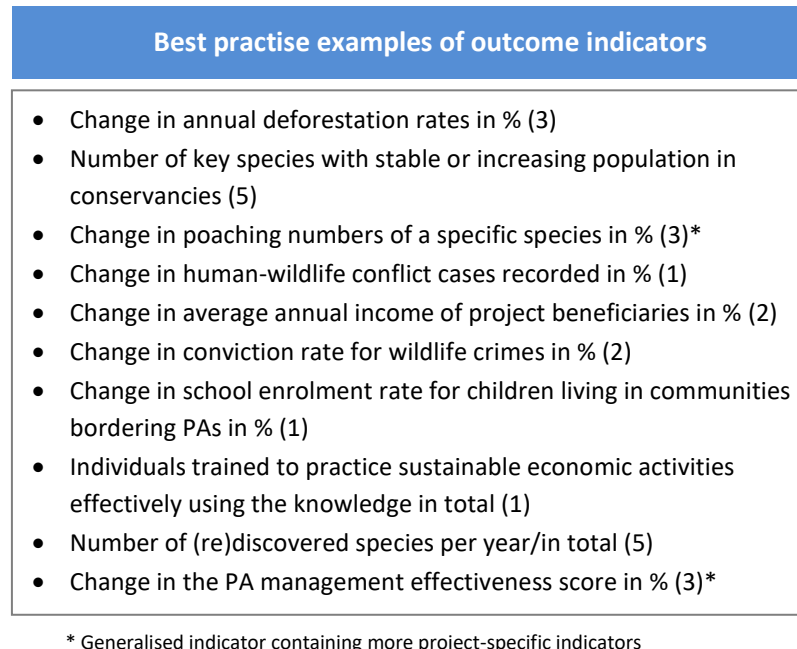 Best practise examples of outcome indicators
• Change in annual deforestation rates in % (3)
• Number of key species with stable or increasing population in
conservancies (5)
• Change in poaching numbers of a specific species in % (3)*
• Change in human-wildlife conflict cases recorded in % (1)
• Change in average annual income of project beneficiaries in % (2)
• Change in conviction rate for wildlife crimes in % (2)
• Change in school enrolment rate for children living in communities
bordering PAs in % (1)
• Individuals trained to practice sustainable economic activities
effectively using the knowledge in total (1)
• Number of (re)discovered species per year/in total (5)
• Change in the PA management effectiveness score in % (3)*
* Generalised indicator containing more project-specific indicators